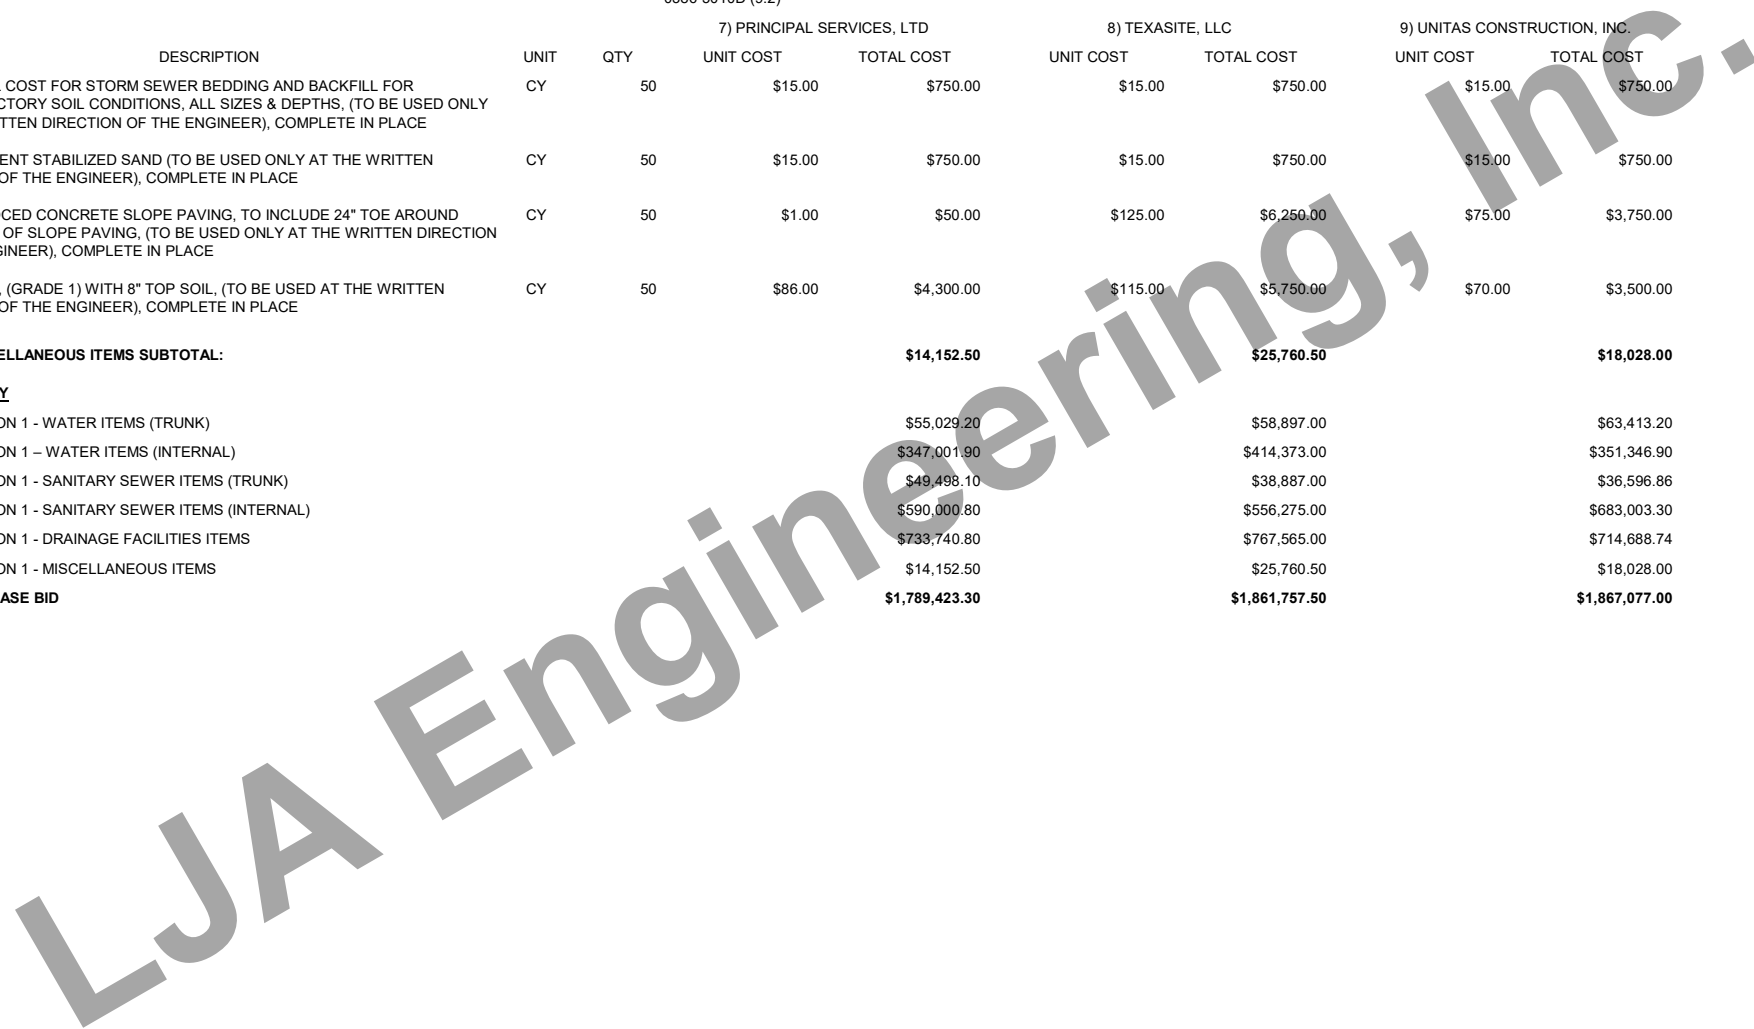 7) PRINCIPAL SERVICES, LTD 8) TEXASITE, LLC 9) UNITAS CONSTRUCTION, INC.
DESCRIPTION UNIT QTY UNIT COST TOTAL COST UNIT COST TOTAL COST UNIT COST TOTAL COST
COST FOR STORM SEWER BEDDING AND BACKFILL FOR CY 50 $15.00 $750.00 $15.00 $750.00 $15.00 $750.00
CTORY SOIL CONDITIONS, ALL SIZES & DEPTHS, (TO BE USED ONLY
TTEN DIRECTION OF THE ENGINEER), COMPLETE IN PLACE
ENT STABILIZED SAND (TO BE USED ONLY AT THE WRITTEN CY 50 $15.00 $750.00 $15.00 $750.00 $15.00 $750.00
OF THE ENGINEER), COMPLETE IN PLACE
CED CONCRETE SLOPE PAVING, TO INCLUDE 24" TOE AROUND CY 50 $1.00 $50.00 $125.00 $6,250.00 $75.00 $3,750.00
OF SLOPE PAVING, (TO BE USED ONLY AT THE WRITTEN DIRECTION
GINEER), COMPLETE IN PLACE
, (GRADE 1) WITH 8" TOP SOIL, (TO BE USED AT THE WRITTEN CY 50 $86.00 $4,300.00 $115.00 $5,750.00 $70.00 $3,500.00
OF THE ENGINEER), COMPLETE IN PLACE
ELLANEOUS ITEMS SUBTOTAL: $14,152.50 $25,760.50 $18,028.00
Y
ON 1 - WATER ITEMS (TRUNK) $55,029.20 $58,897.00 $63,413.20
ON 1 – WATER ITEMS (INTERNAL) $347,001.90 $414,373.00 $351,346.90
ON 1 - SANITARY SEWER ITEMS (TRUNK) $49,498.10 $38,887.00 $36,596.86
ON 1 - SANITARY SEWER ITEMS (INTERNAL) $590,000.80 $556,275.00 $683,003.30
ON 1 - DRAINAGE FACILITIES ITEMS $733,740.80 $767,565.00 $714,688.74
ON 1 - MISCELLANEOUS ITEMS $14,152.50 $25,760.50 $18,028.00
ASE BID $1,789,423.30 $1,861,757.50 $1,867,077.00
LJA Engineering, Inc.